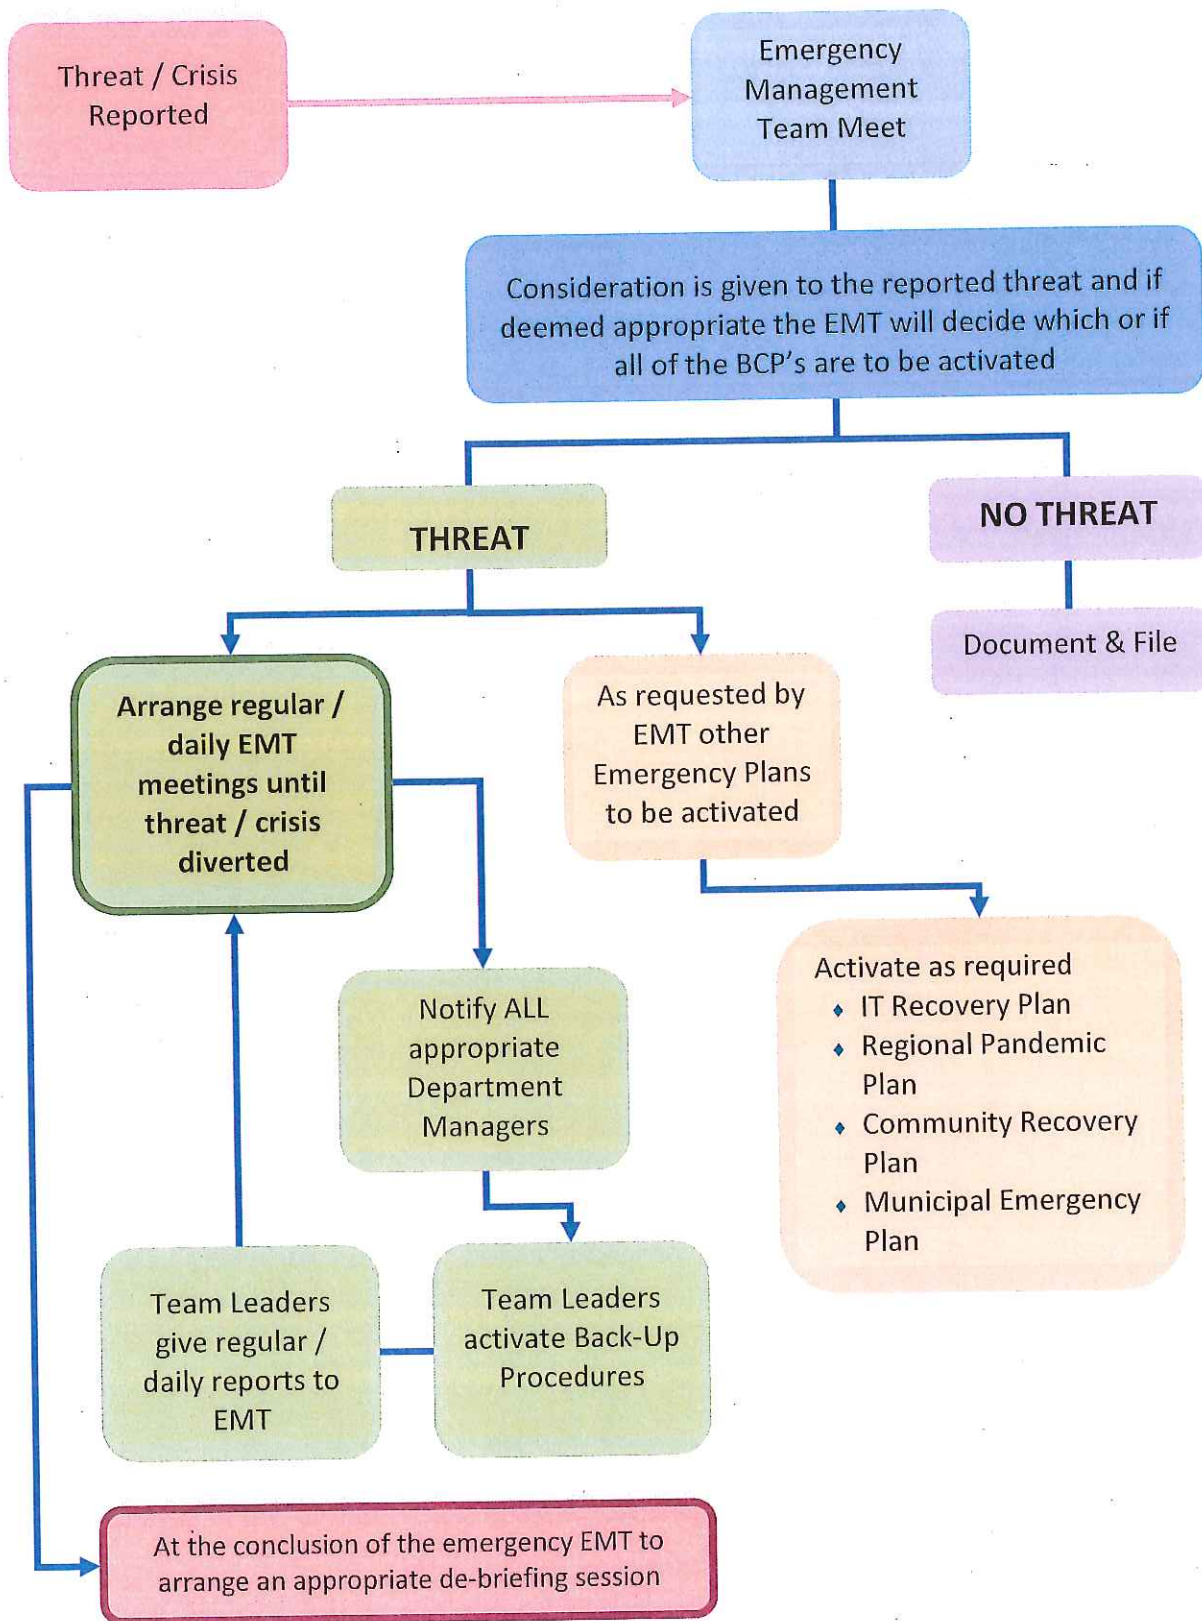 Threat / Crisis
Reported
Emergency
Management
Team Meet
Consideration is given to the reported threat and if
deemed appropriate the EMT will decide which or if
all of the BCP's are to be activated
THREAT
NO THREAT
Document & File
Arrange regular /
daily EMT
meetings until
threat / crisis
diverted
As requested by
EMT other
Emergency Plans
to be activated
Notify ALL
appropriate
Department
Managers
Activate as required
♦ IT Recovery Plan
♦ Regional Pandemic
Plan
♦ Community Recovery
Plan
♦ Municipal Emergency
Plan
Team Leaders
give regular /
daily reports to
EMT
Team Leaders
activate Back-Up
Procedures
At the conclusion of the emergency EMT to
arrange an appropriate de-briefing session